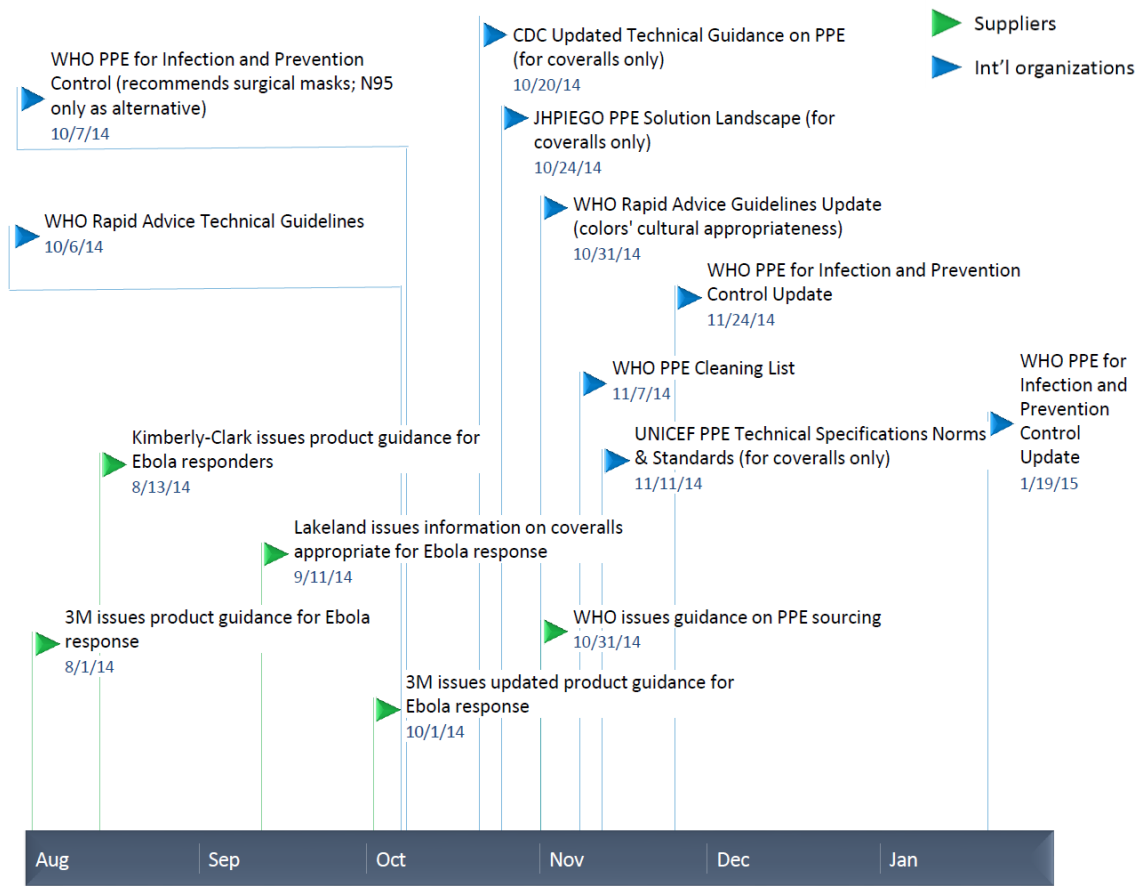 Suppliers
Int'l organizations
CDC Updated Technical Guidance on PPE
(for coveralls only)
10/20/14
WHO PPE for Infection and Prevention
Control (recommends surgical masks; N95
only as alternative)
10/7/14
JHPIEGO PPE Solution Landscape (for
coveralls only)
10/24/14
WHO Rapid Advice Technical Guidelines
10/6/14
WHO Rapid Advice Guidelines Update
(colors' cultural appropriateness)
10/31/14
WHO PPE for Infection and Prevention
Control Update
11/24/14
WHO PPE Cleaning List
11/7/14
WHO PPE for
Infection and
Prevention
Control
Update
1/19/15
Kimberly-Clark issues product guidance for
Ebola responders
8/13/14
UNICEF PPE Technical Specifications Norms
& Standards (for coveralls only)
11/11/14
Lakeland issues information on coveralls
appropriate for Ebola response
9/11/14
3M issues product guidance for Ebola
response
8/1/14
WHO issues guidance on PPE sourcing
10/31/14
3M issues updated product guidance for
Ebola response
10/1/14
Aug Sep Oct Nov Dec Jan